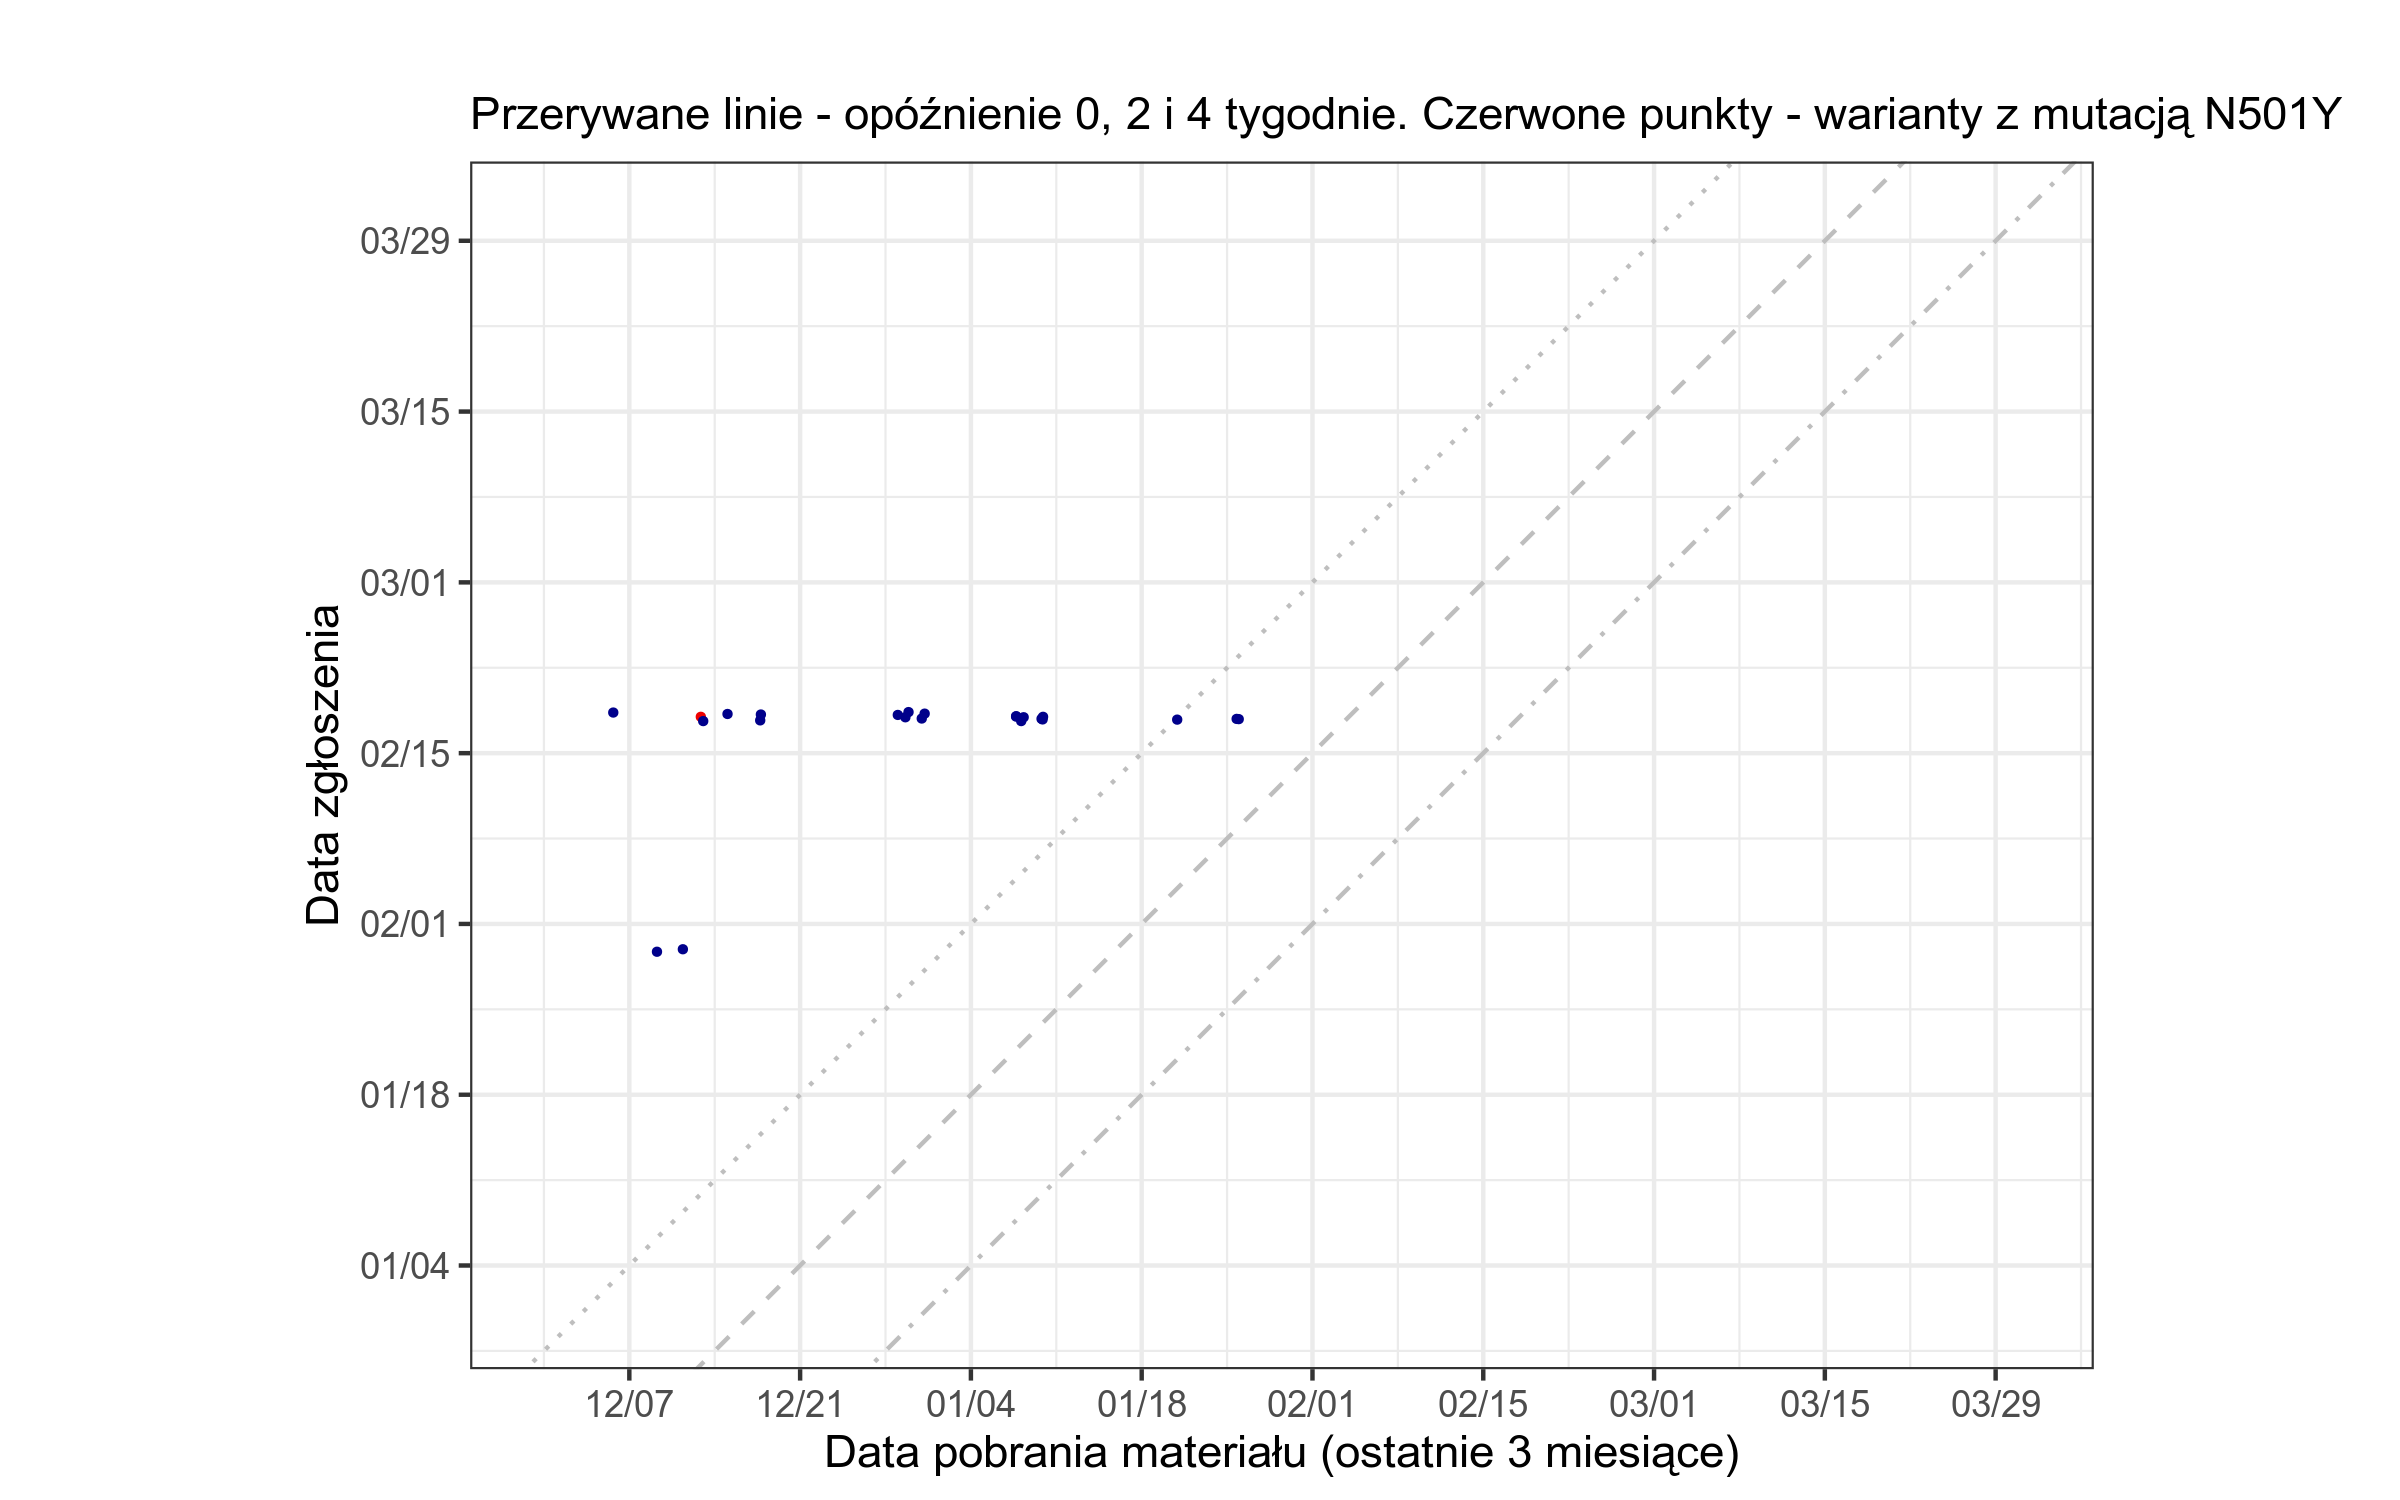 Przerywane linie - opóźnienie 0, 2 i 4 tygodnie. Czerwone punkty - warianty z mutacją N501Y
Data zgłoszenia
03/29
03/15
03/01
02/15
02/01
01/18
01/04
12/07 12/21 01/04 01/18 02/01 02/15 03/01 03/15 03/29
Data pobrania materiału (ostatnie 3 miesiące)